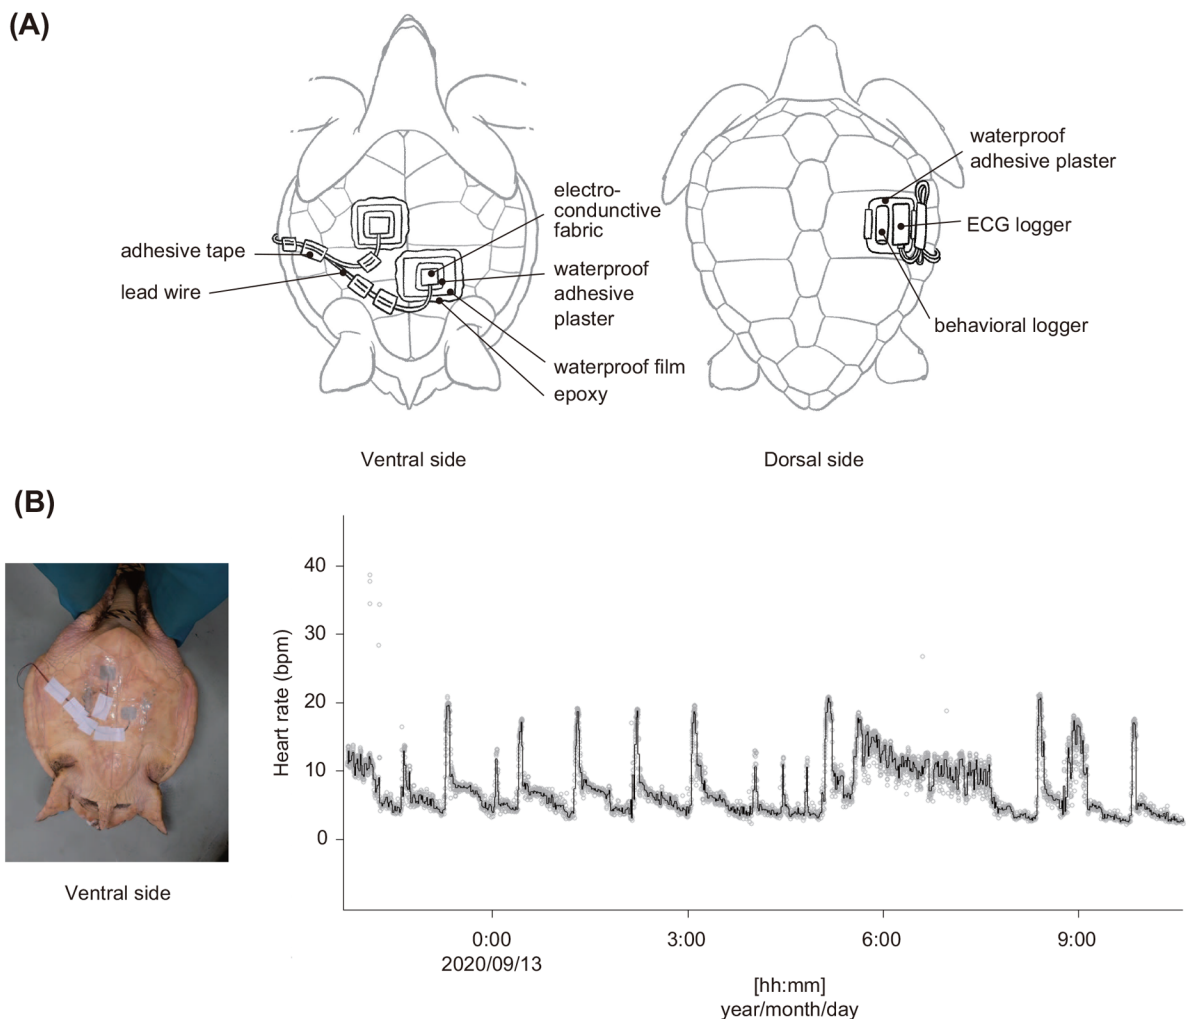 (A)
electro-
condunctive
fabric
adhesive tape
lead wire
waterproof
adhesive
plaster
waterproof film
epoxy
Ventral side
waterproof
adhesive plaster
ECG logger
behavioral logger
Dorsal side
(B)
Ventral side
Heart rate (bpm)
40
30
20
10
0
0:00
3:00
6:00
9:00
2020/09/13
[hh:mm]
year/month/day